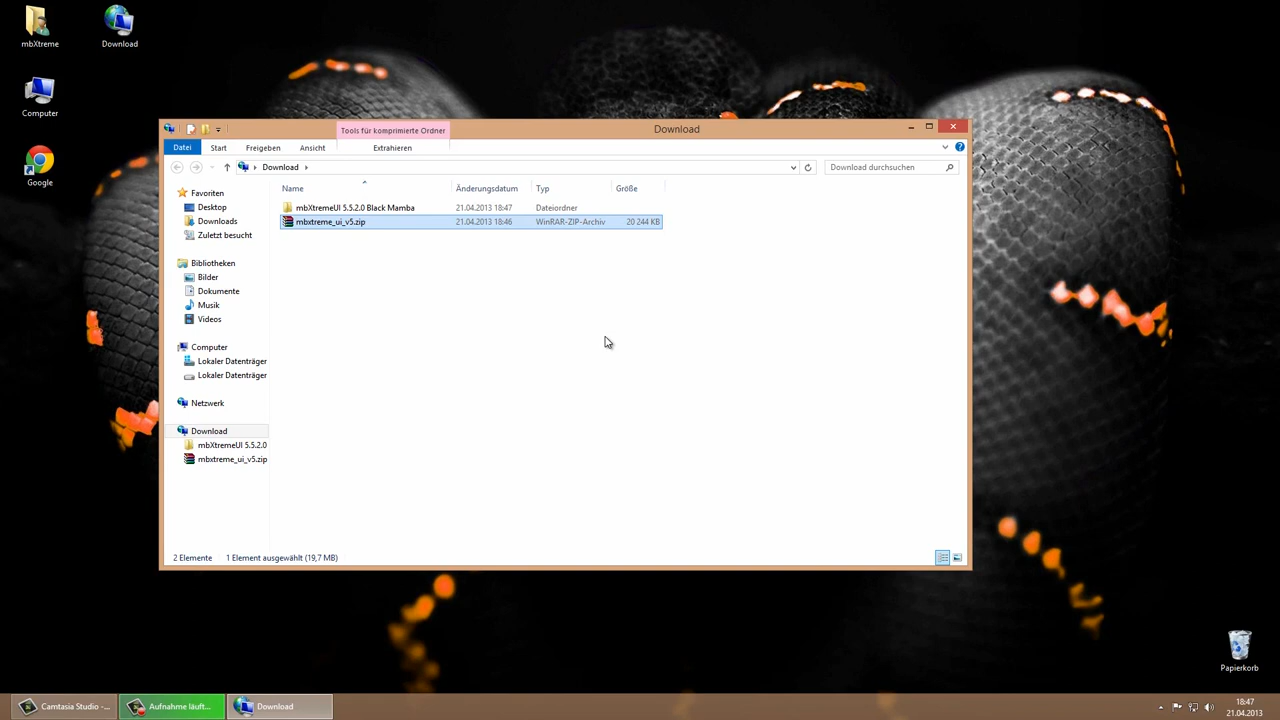 mbXtreme
Download
Computer
Google
Tools für komprimierte Ordner
Download
Datei
Start
Freigeben
Ansicht
Extrahieren
Download
Download durchsuchen
Name
Änderungsdatum
Typ
Größe
mbXtremeUI 5.5.2.0 Black Mamba
21.04.2013 18:47
Dateiordner
mbxtreme_ui_v5.zip
21.04.2013 18:46
WinRAR-ZIP-Archiv
20 244 KB
Favoriten
Desktop
Downloads
Zuletzt besucht
Bibliotheken
Bilder
Dokumente
Musik
Videos
Computer
Lokaler Datenträger
Lokaler Datenträger
Netzwerk
Download
mbXtremeUI 5.5.2.0
mbxtreme_ui_v5.zip
2 Elemente
1 Element ausgewählt (19,7 MB)
Papierkorb
Camtasia Studio -...
Aufnahme läuft...
Download
18:47
21.04.2013